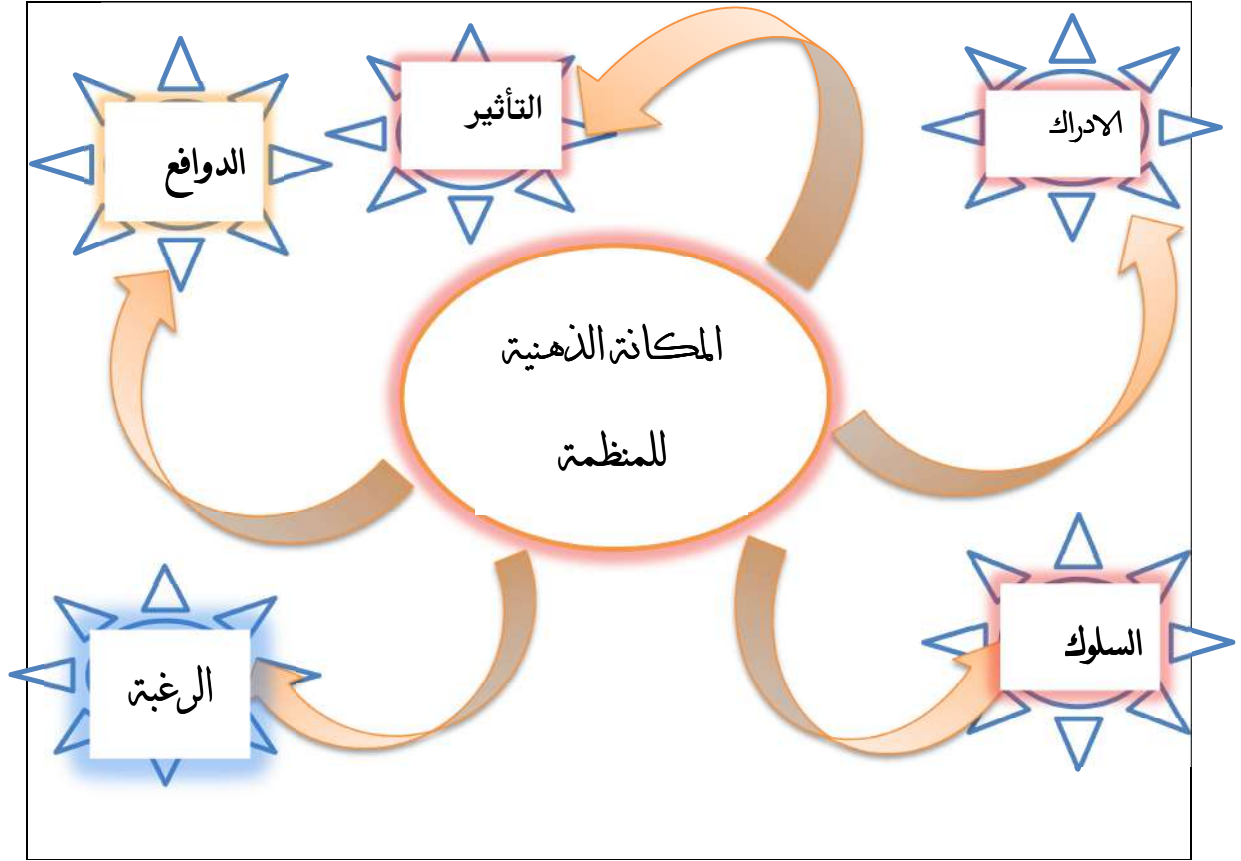 الادراك
التأثير
الدوافع
المكانة الذهنية
للمنظمة
السلوك
الرغبة